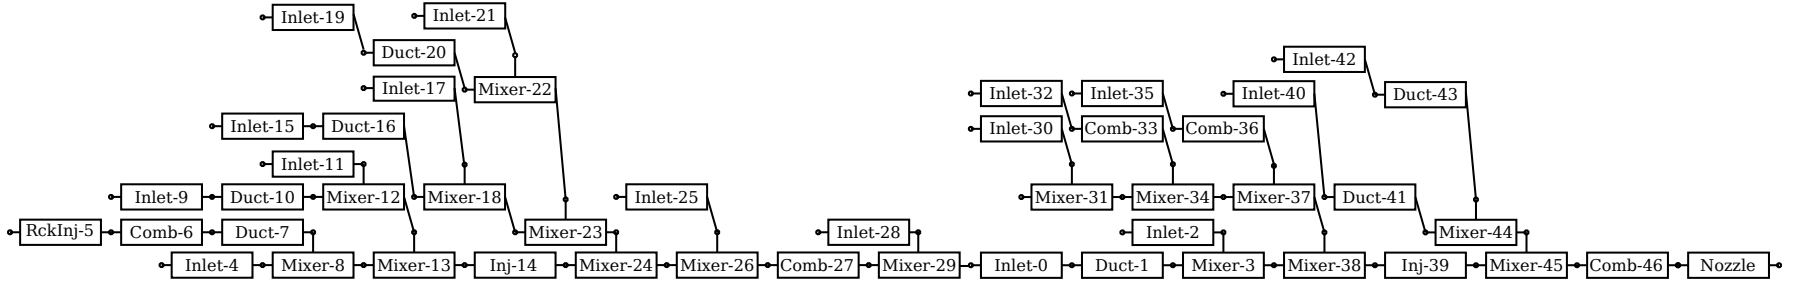 Inlet-19
Inlet-21
Duct-20
Inlet-42
Inlet-17
Mixer-22
Inlet-32
Inlet-35
Inlet-40
Duct-43
Inlet-15
Duct-16
Inlet-30
Comb-33
Comb-36
Inlet-11
Inlet-9
Duct-10
Mixer-12
Mixer-18
Inlet-25
Mixer-31
Mixer-34
Mixer-37
Duct-41
RckInj-5
Comb-6
Duct-7
Mixer-23
Inlet-28
Inlet-2
Mixer-44
Inlet-4
Mixer-8
Mixer-13
Inj-14
Mixer-24
Mixer-26
Comb-27
Mixer-29
Inlet-0
Duct-1
Mixer-3
Mixer-38
Inj-39
Mixer-45
Comb-46
Nozzle